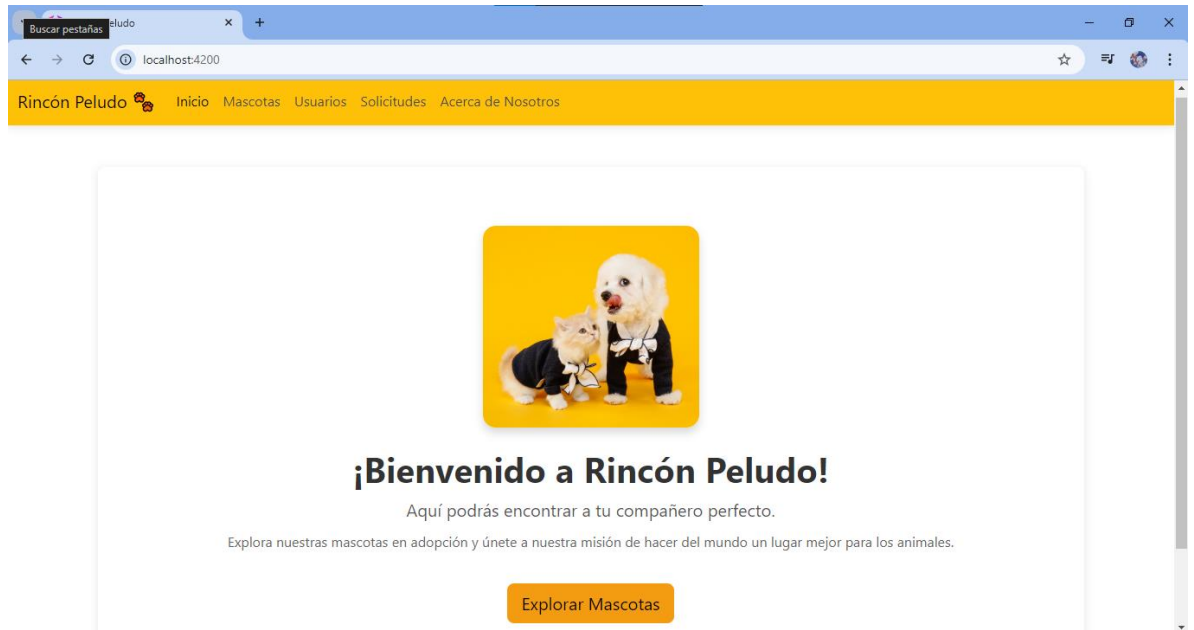 eludo
Buscar pestañas
localhost:4200
Rincón Peludo Inicio Mascotas Usuarios Solicitudes Acerca de Nosotros
¡Bienvenido a Rincón Peludo!
Aquí podrás encontrar a tu compañero perfecto.
Explora nuestras mascotas en adopción y únete a nuestra misión de hacer del mundo un lugar mejor para los animales.
Explorar Mascotas